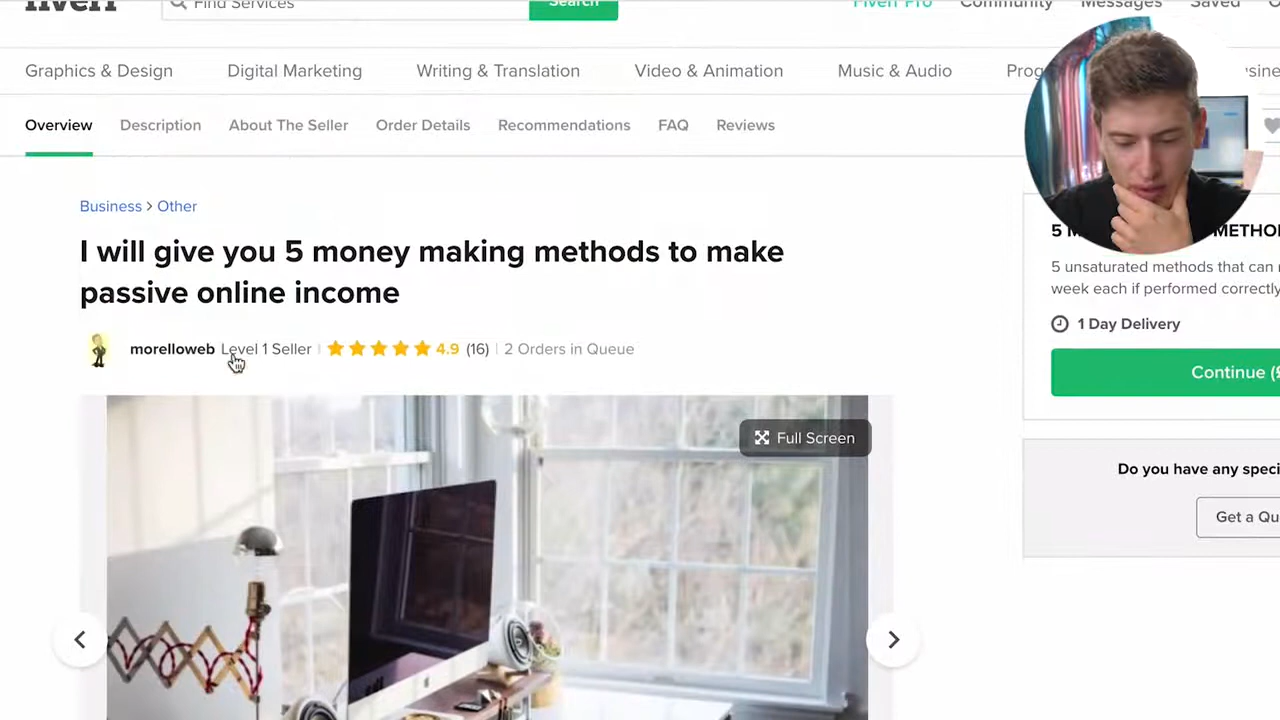 fiverr
Find Services
Search
Fiverr Pro Community Messages Saved
Graphics & Design Digital Marketing Writing & Translation Video & Animation Music & Audio
Overview Description About The Seller Order Details Recommendations FAQ Reviews
Business > Other
I will give you 5 money making methods to make
passive online income
morelloweb Level 1 Seller 4.9 (16) 2 Orders in Queue
Full Screen
5
5 unsaturated methods that can
week each if performed correctly
1 Day Delivery
Continue
Do you have any
Get a